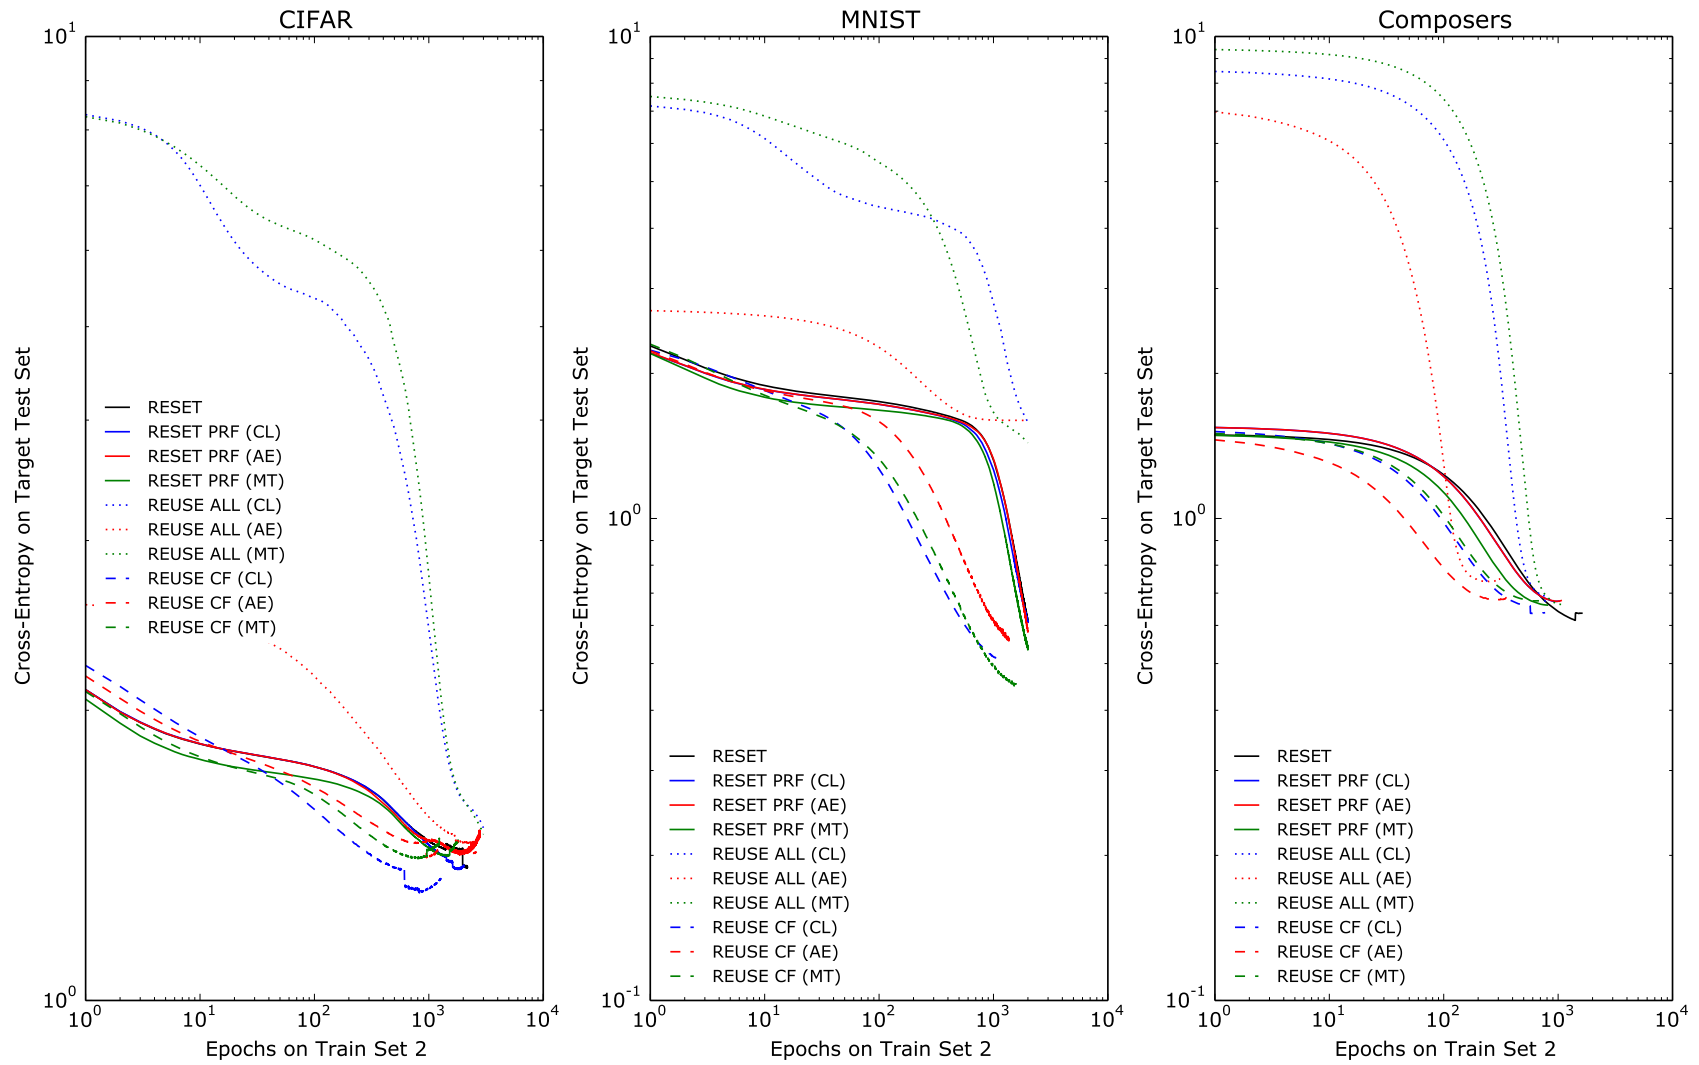 CIFAR
MNIST
Composers
10^1
10^0
10^0
10^1
10^2
10^3
10^4
Cross-Entropy on Target Test Set
Epochs on Train Set 2
RESET
RESET PRF (CL)
RESET PRF (AE)
RESET PRF (MT)
REUSE ALL (CL)
REUSE ALL (AE)
REUSE ALL (MT)
REUSE CF (CL)
REUSE CF (AE)
REUSE CF (MT)
10^1
10^0
10^-1
10^0
10^1
10^2
10^3
10^4
Cross-Entropy on Target Test Set
Epochs on Train Set 2
RESET
RESET PRF (CL)
RESET PRF (AE)
RESET PRF (MT)
REUSE ALL (CL)
REUSE ALL (AE)
REUSE ALL (MT)
REUSE CF (CL)
REUSE CF (AE)
REUSE CF (MT)
10^1
10^0
10^-1
10^0
10^1
10^2
10^3
10^4
Cross-Entropy on Target Test Set
Epochs on Train Set 2
RESET
RESET PRF (CL)
RESET PRF (AE)
RESET PRF (MT)
REUSE ALL (CL)
REUSE ALL (AE)
REUSE ALL (MT)
REUSE CF (CL)
REUSE CF (AE)
REUSE CF (MT)